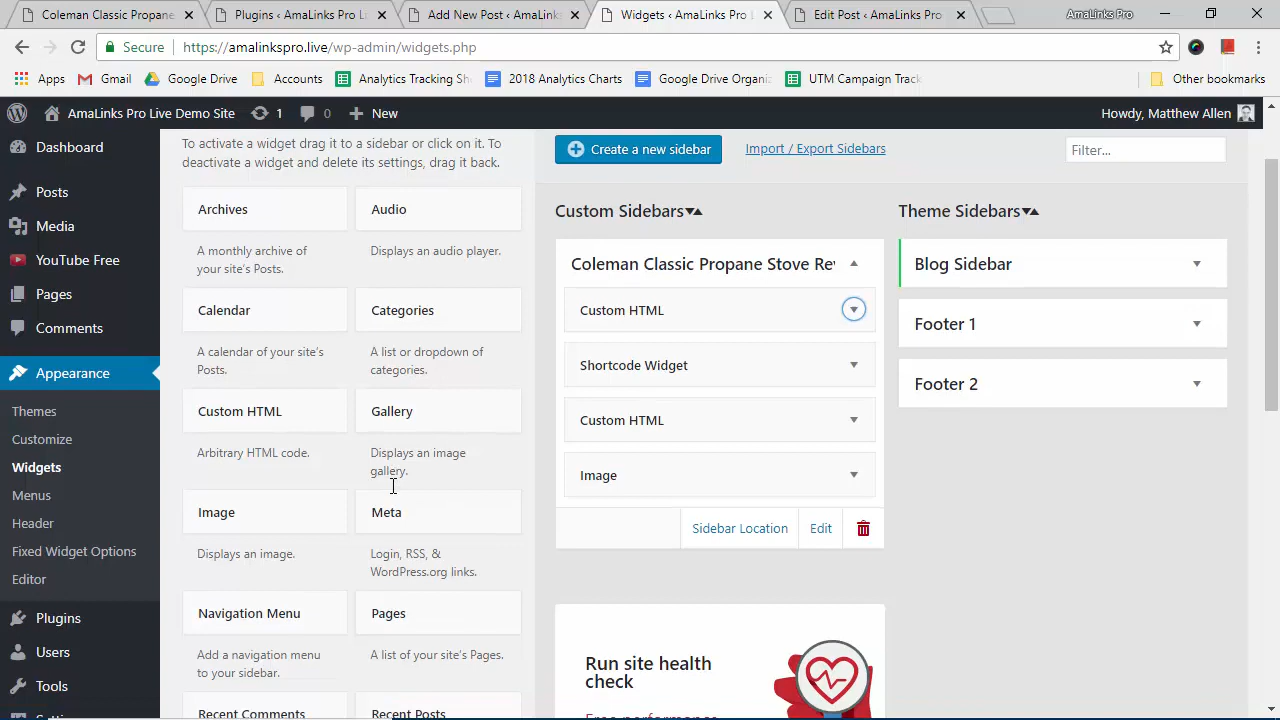 Coleman Classic Propane
Plugins ‹ AmaLinks Pro Li
Add New Post ‹ AmaLinks
Widgets ‹ AmaLinks Pro L
Edit Post ‹ AmaLinks Pro
AmaLinks Pro
Secure
https://amalinkspro.live/wp-admin/widgets.php
Apps
Gmail
Google Drive
Accounts
Analytics Tracking Sh
2018 Analytics Charts
Google Drive Organiz
UTM Campaign Track
Other bookmarks
AmaLinks Pro Live Demo Site
1
0
New
Howdy, Matthew Allen
Dashboard
Posts
Media
YouTube Free
Pages
Comments
Appearance
Themes
Customize
Widgets
Menus
Header
Fixed Widget Options
Editor
Plugins
Users
Tools
To activate a widget drag it to a sidebar or click on it. To
deactivate a widget and delete its settings, drag it back.
Archives
Audio
A monthly archive of
your site's Posts.
Displays an audio player.
Calendar
Categories
A calendar of your site's
Posts.
A list or dropdown of
categories.
Custom HTML
Gallery
Arbitrary HTML code.
Displays an image
gallery.
Image
Meta
Displays an image.
Login, RSS, &
WordPress.org links.
Navigation Menu
Pages
Add a navigation menu
to your sidebar.
A list of your site's Pages.
Recent Comments
Recent Posts
Create a new sidebar
Import / Export Sidebars
Filter...
Custom Sidebars
Coleman Classic Propane Stove Rev
Custom HTML
Shortcode Widget
Custom HTML
Image
Sidebar Location
Edit
Run site health
check
Theme Sidebars
Blog Sidebar
Footer 1
Footer 2